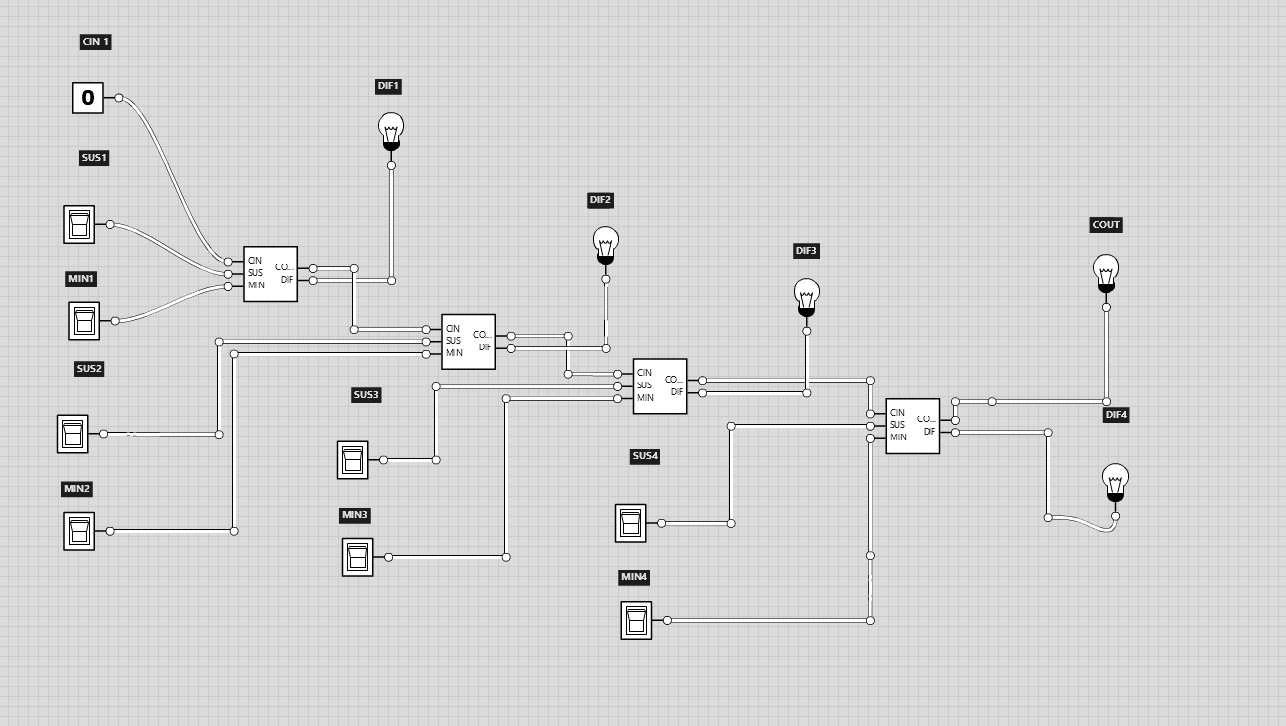 CIN 1
0
DIF1
SUS1
MIN1
CIN
SUS
MIN
CO...
DIF
DIF2
SUS2
MIN2
CIN
SUS
MIN
CO...
DIF
DIF3
SUS3
MIN3
CIN
SUS
MIN
CO...
DIF
COUT
SUS4
MIN4
CIN
SUS
MIN
CO...
DIF
DIF4